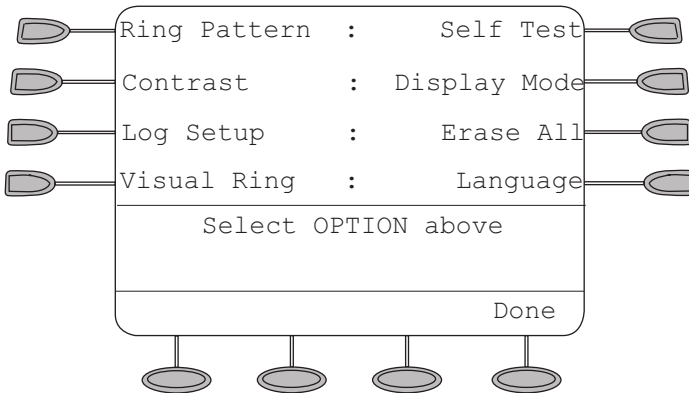 Ring Pattern : Self Test
Contrast : Display Mode
Log Setup : Erase All
Visual Ring : Language
Select OPTION above
Done